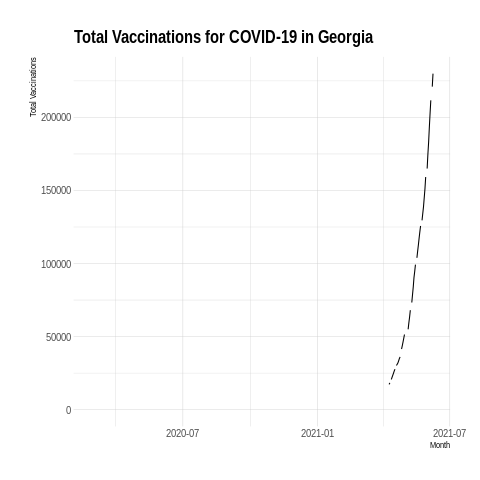 Total Vaccinations for COVID-19 in Georgia
Total Vaccinations
200000
150000
100000
50000
0
2020-07 2021-01 2021-07
Month